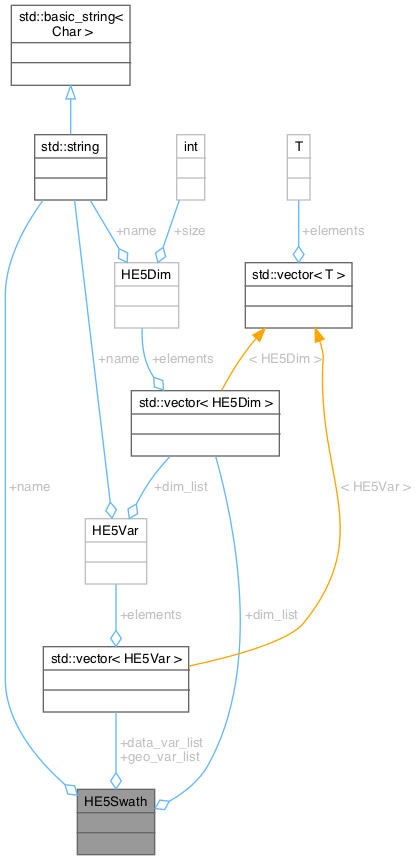 std::basic_string<
Char >
std::string
int
T
+name
+size
+elements
HE5Dim
std::vector< T >
+name
+elements
< HE5Dim >
std::vector< HE5Dim >
+name
+dim_list
< HE5Var >
HE5Var
+elements
+dim_list
std::vector< HE5Var >
+data_var_list
+geo_var_list
HE5Swath